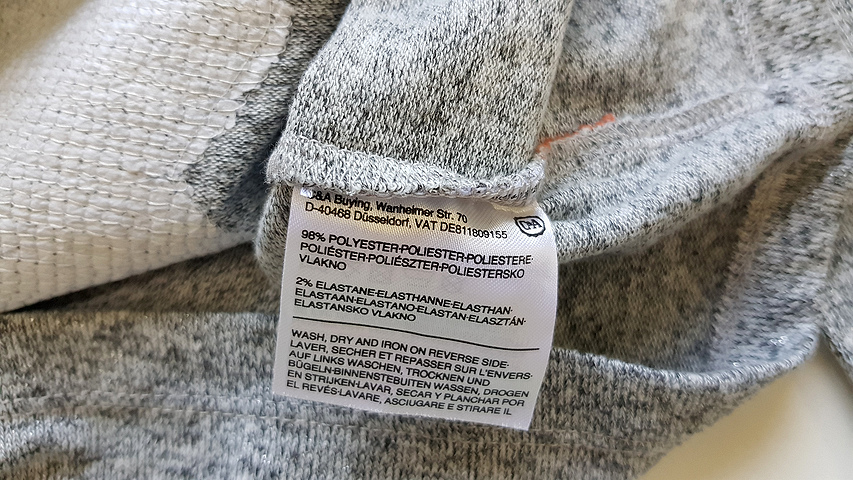 C&A Buying, Wanheimer Str. 70
D-40468 Düsseldorf, VAT DE811809155
98% POLYESTER·POLIESTER·POLIESTERE·
POLIÉSTER·POLIÉSZTER·POLIESTERSKO
VLAKNO
2% ELASTANE·ELASTHANNE·ELASTHAN·
ELASTAAN·ELASTANO·ELASTAN·ELASZTÁN·
ELASTANSKO VLAKNO
WASH, DRY AND IRON ON REVERSE SIDE·
LAVER, SECHER ET REPASSER SUR L'ENVERS·
AUF LINKS WASCHEN, TROCKNEN UND
BÜGELN·BINNENSTEBUITEN WASSEN, DROGEN
EN STRIJKEN·LAVAR, SECAR Y PLANCHAR POR
EL REVÉS·LAVARE, ASCIUGARE E STIRARE IL